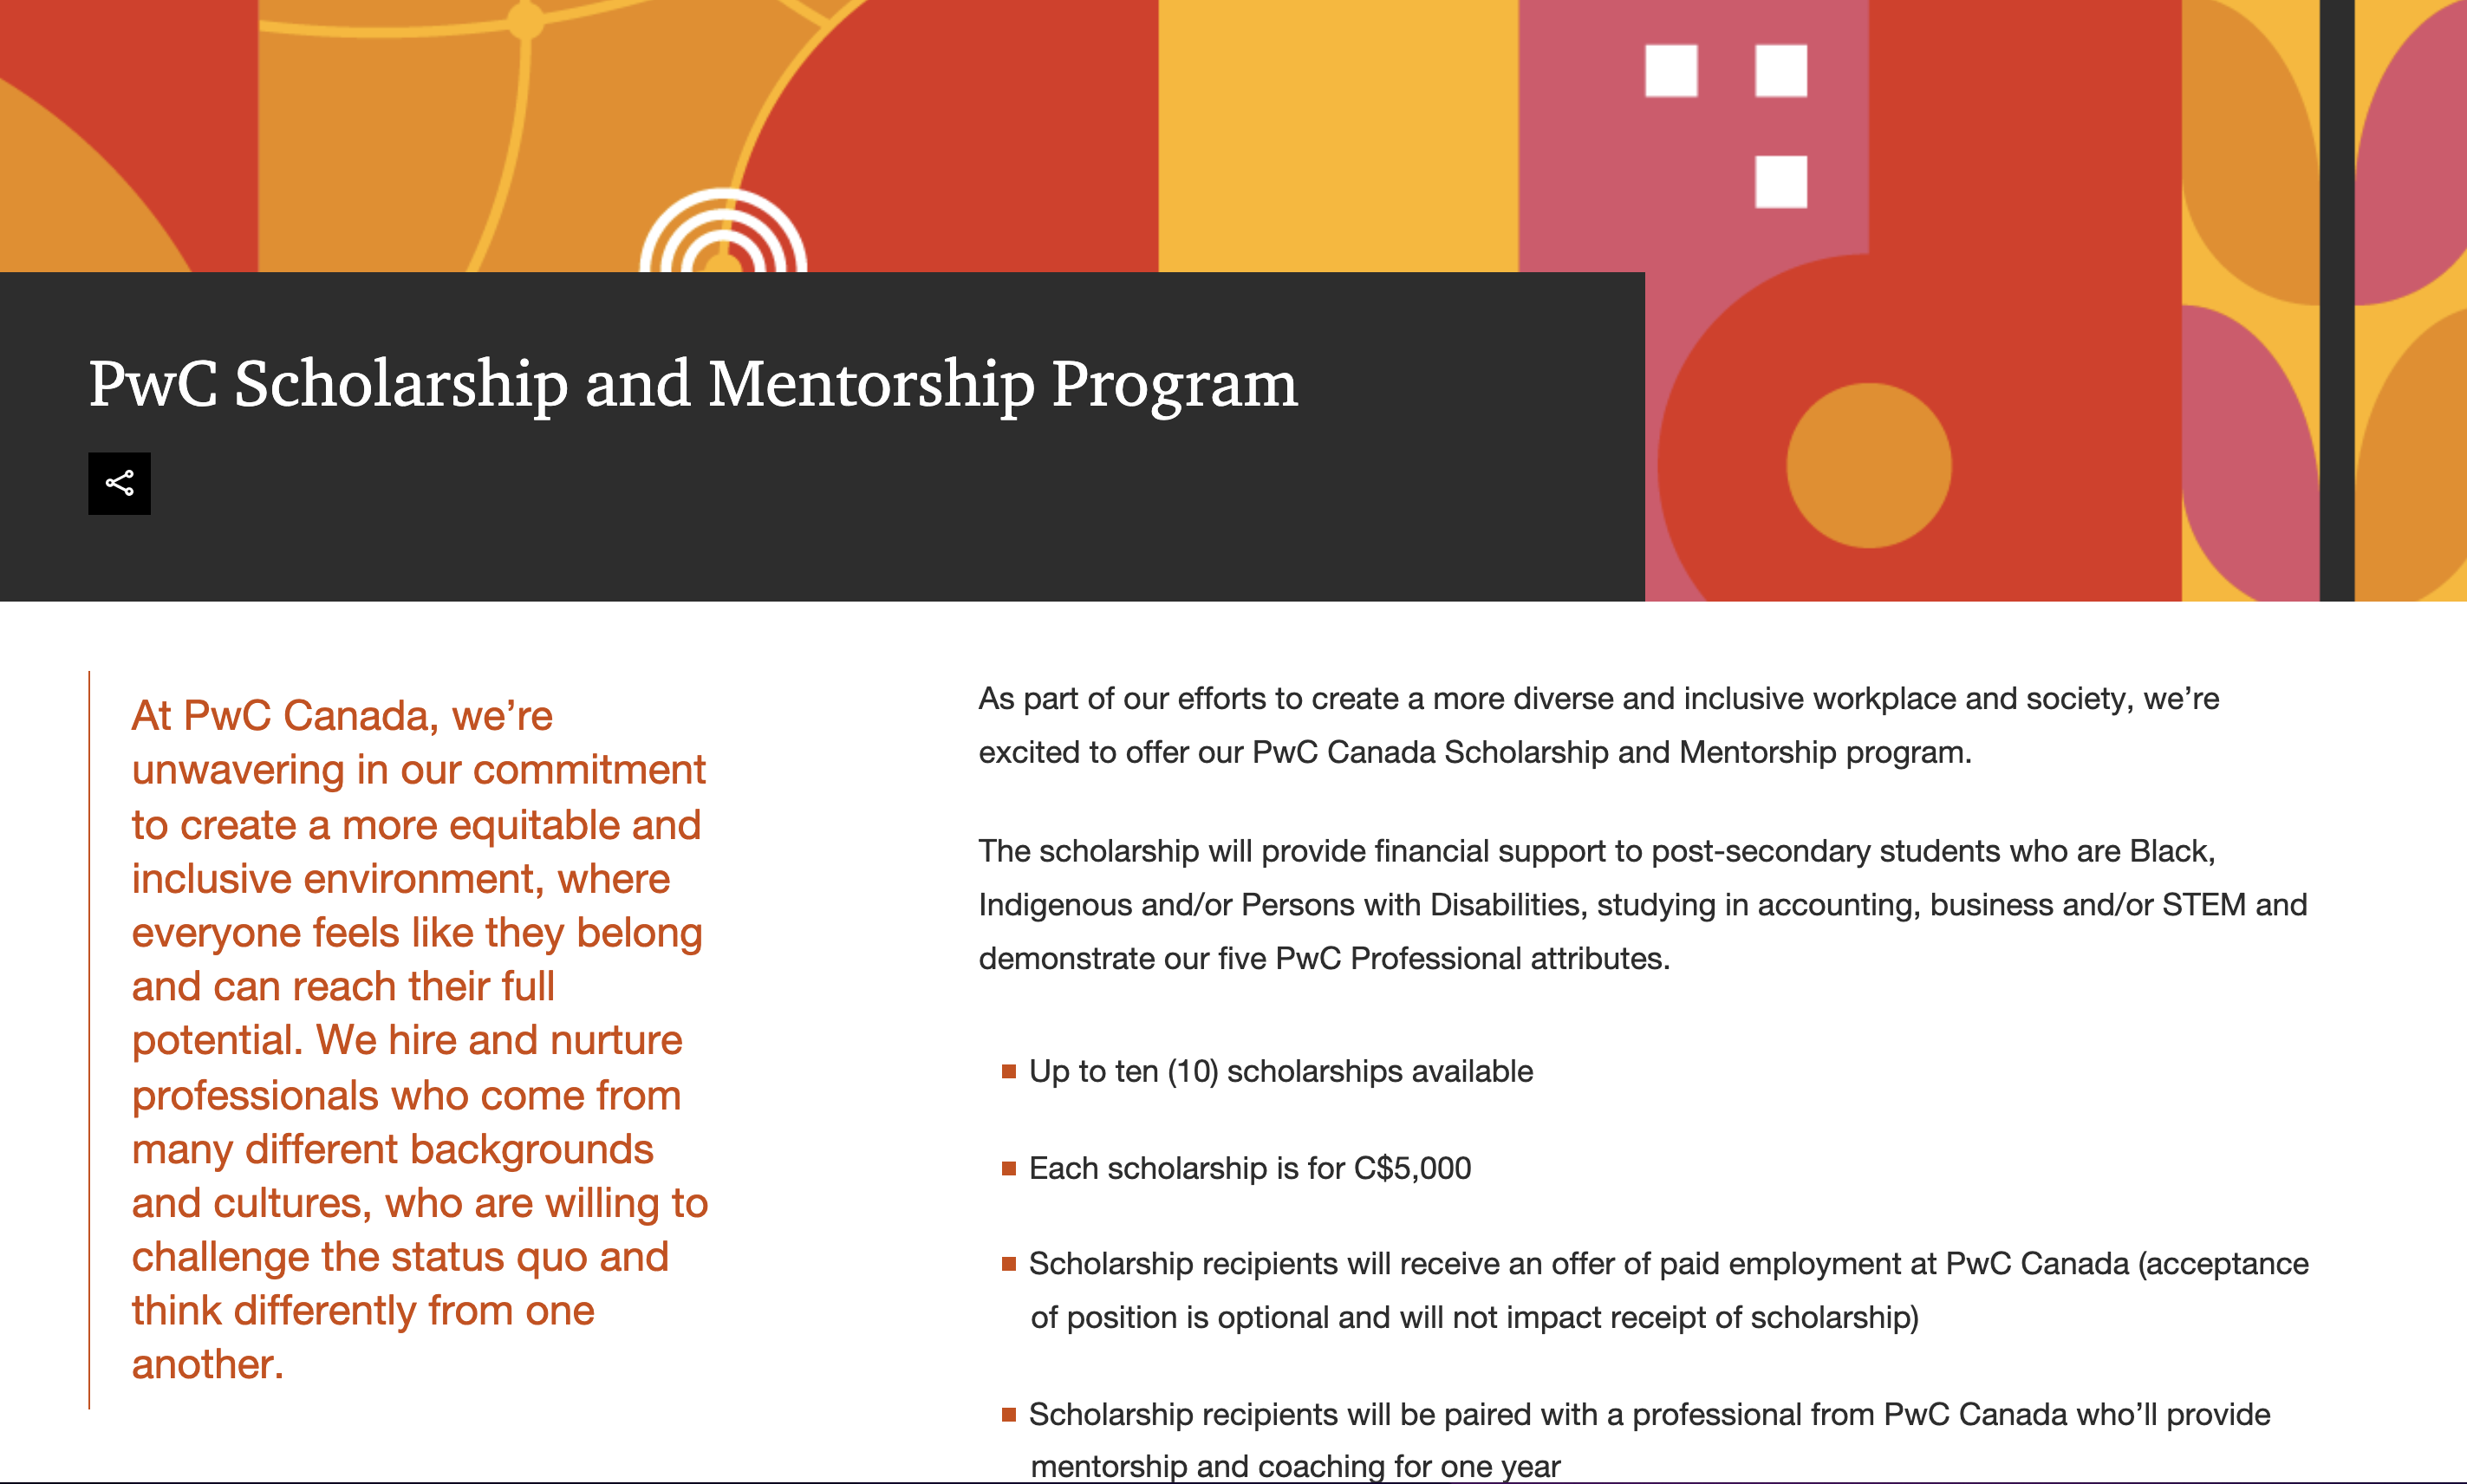 PwC Scholarship and Mentorship Program
At PwC Canada, we’re
unwavering in our commitment
to create a more equitable and
inclusive environment, where
everyone feels like they belong
and can reach their full
potential. We hire and nurture
professionals who come from
many different backgrounds
and cultures, who are willing to
challenge the status quo and
think differently from one
another.
As part of our efforts to create a more diverse and inclusive workplace and society, we’re
excited to offer our PwC Canada Scholarship and Mentorship program.
The scholarship will provide financial support to post-secondary students who are Black,
Indigenous and/or Persons with Disabilities, studying in accounting, business and/or STEM and
demonstrate our five PwC Professional attributes.
Up to ten (10) scholarships available
Each scholarship is for C$5,000
Scholarship recipients will receive an offer of paid employment at PwC Canada (acceptance
of position is optional and will not impact receipt of scholarship)
Scholarship recipients will be paired with a professional from PwC Canada who’ll provide
mentorship and coaching for one year